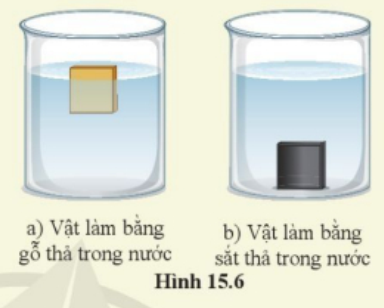 a) Vật làm bằng
gỗ thả trong nước
b) Vật làm bằng
sắt thả trong nước
Hình 15.6